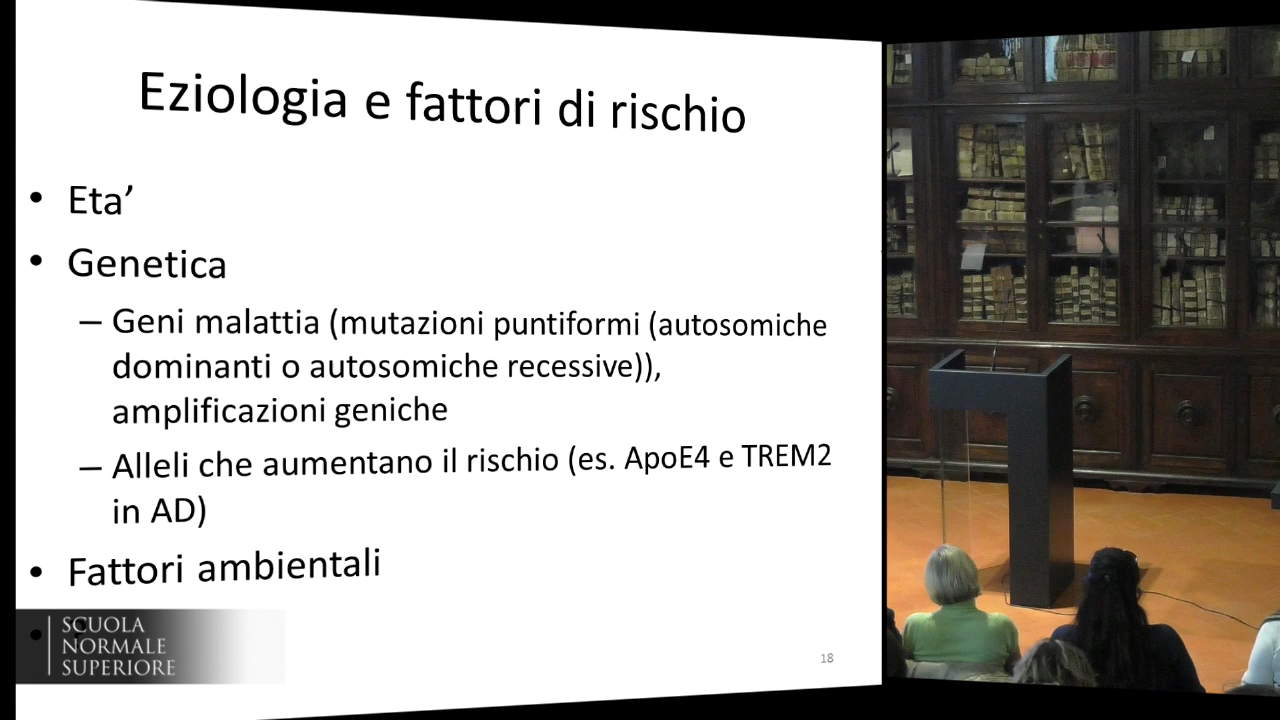 Eziologia e fattori di rischio
• Eta’
• Genetica
– Geni malattia (mutazioni puntiformi (autosomiche
dominanti o autosomiche recessive)),
amplificazioni geniche
– Alleli che aumentano il rischio (es. ApoE4 e TREM2
in AD)
• Fattori ambientali
SCUOLA
NORMALE
SUPERIORE
18